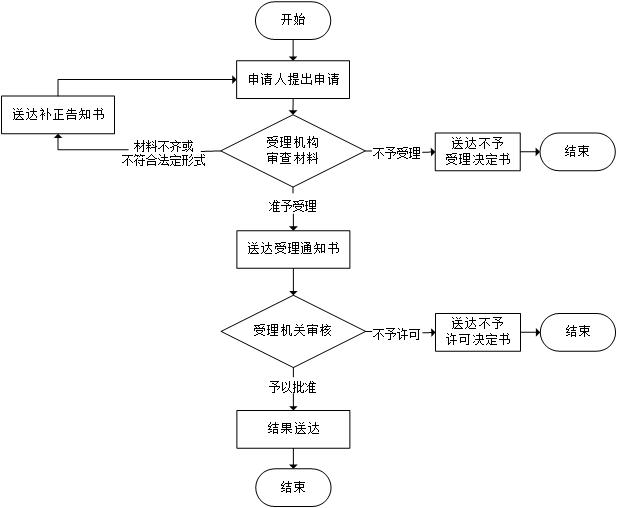 开始
申请人提出申请
送达补正告知书
材料不齐或
不符合法定形式
受理机构
审查材料
不予受理
送达不予
受理决定书
结束
准予受理
送达受理通知书
受理机关审核
不予许可
送达不予
许可决定书
结束
予以批准
结果送达
结束